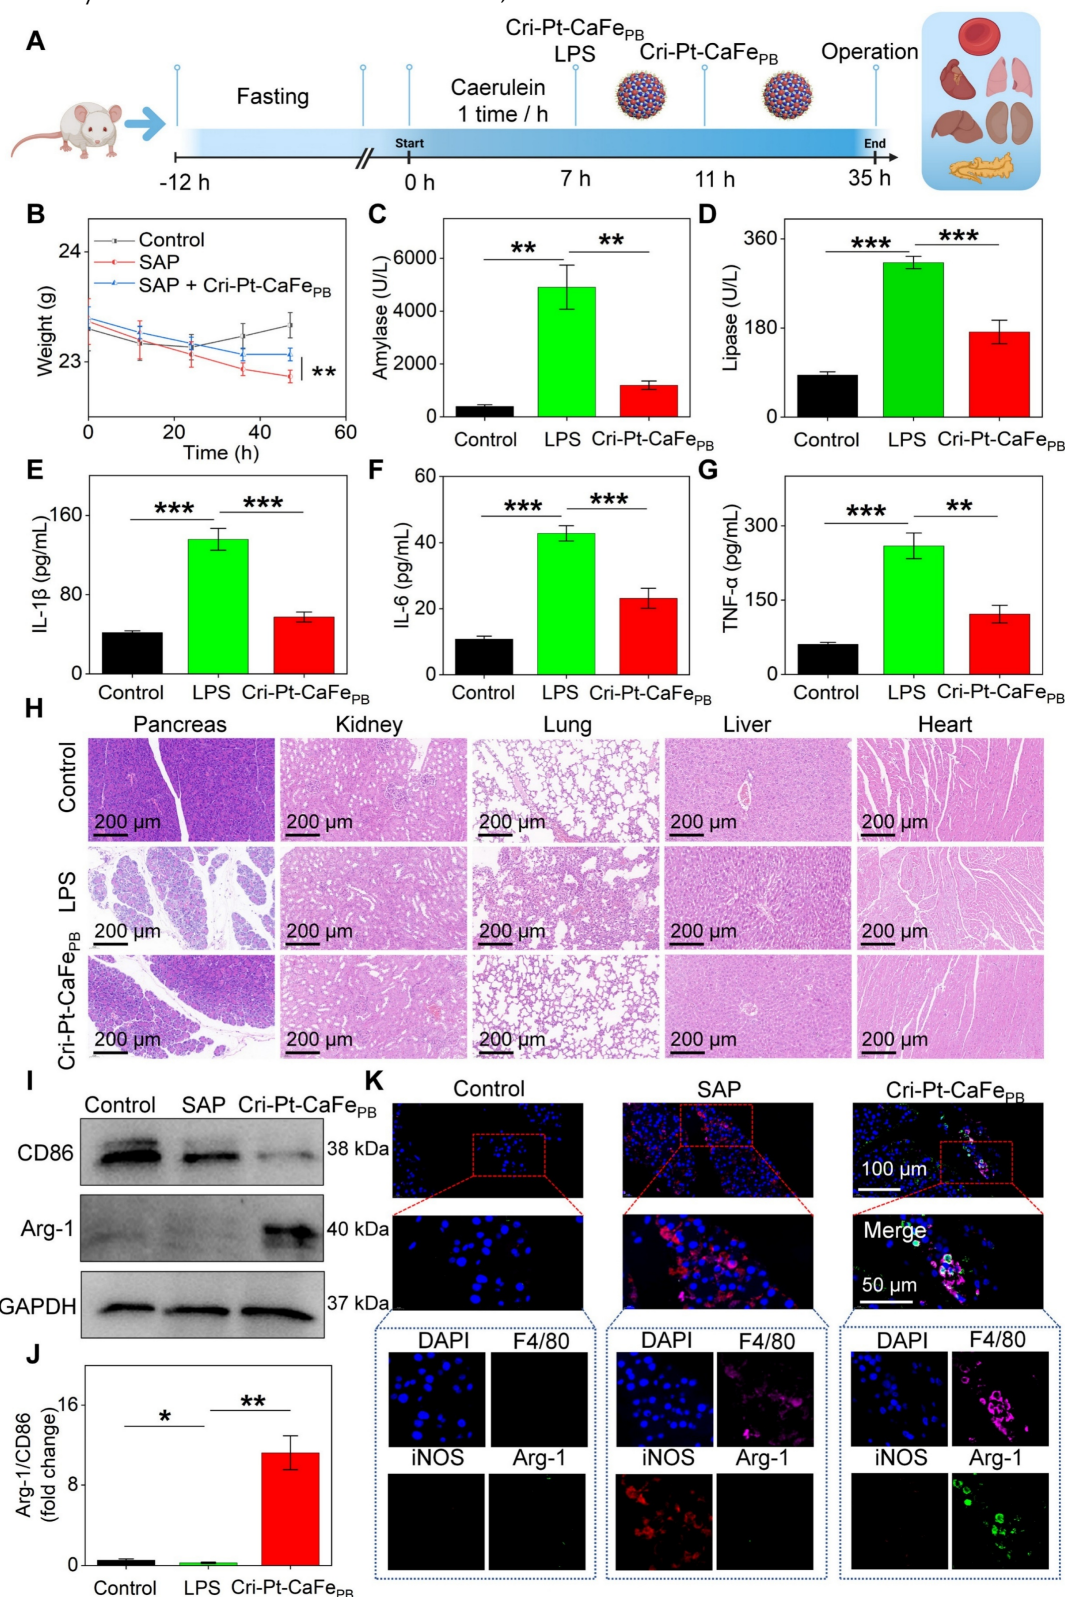 A
Cri-Pt-CaFePB
LPS
Cri-Pt-CaFePB
Operation
Fasting
Caerulein
1 time / h
Start
End
-12 h
0 h
7 h
11 h
35 h
B
24
23
Weight (g)
Control
SAP
SAP + Cri-Pt-CaFePB
**
0
20
40
60
Time (h)
C
6000
4000
2000
0
Amylase (U/L)
**
**
Control
LPS
Cri-Pt-CaFePB
D
360
180
0
Lipase (U/L)
***
***
Control
LPS
Cri-Pt-CaFePB
E
160
80
0
IL-1β (pg/mL)
***
***
Control
LPS
Cri-Pt-CaFePB
F
60
40
20
0
IL-6 (pg/mL)
***
***
Control
LPS
Cri-Pt-CaFePB
G
300
150
0
TNF-α (pg/mL)
***
**
Control
LPS
Cri-Pt-CaFePB
H
Pancreas
Kidney
Lung
Liver
Heart
Control
200 µm
200 µm
200 µm
200 µm
200 µm
LPS
200 µm
200 µm
200 µm
200 µm
200 µm
Cri-Pt-CaFePB
200 µm
200 µm
200 µm
200 µm
200 µm
I
Control
SAP
Cri-Pt-CaFePB
CD86
38 kDa
Arg-1
40 kDa
GAPDH
37 kDa
J
16
8
0
Arg-1/CD86
(fold change)
*
**
Control
LPS
Cri-Pt-CaFePB
K
Control
SAP
Cri-Pt-CaFePB
100 µm
Merge
50 µm
DAPI
F4/80
DAPI
F4/80
DAPI
F4/80
iNOS
Arg-1
iNOS
Arg-1
iNOS
Arg-1